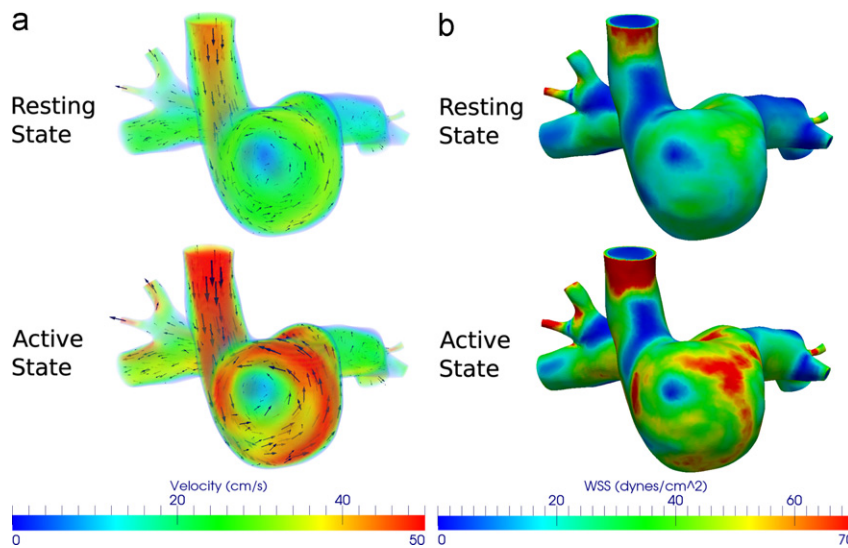 a
b
Resting
State
Resting
State
Active
State
Active
State
Velocity (cm/s)
0 20 40 50
WSS (dynes/cm^2)
0 20 40 60 70